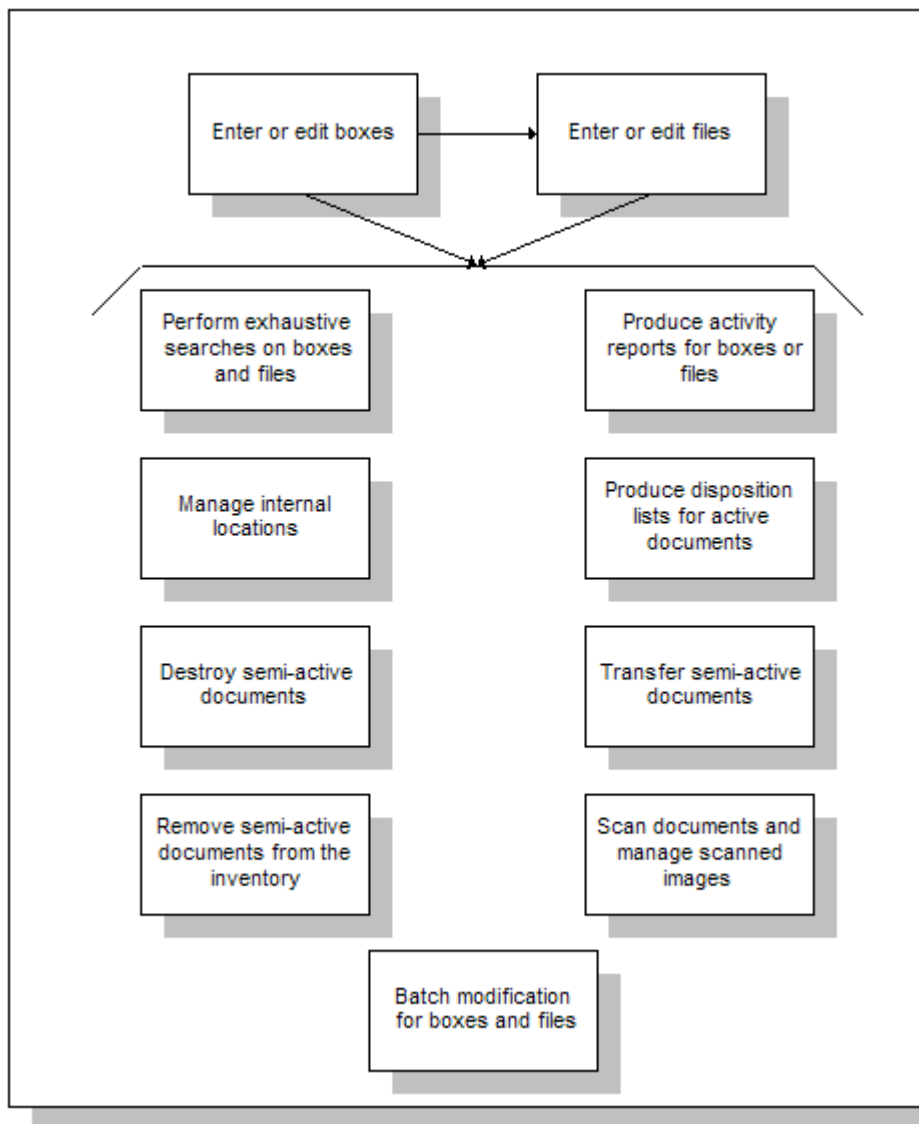 Enter or edit boxes
Enter or edit files
Perform exhaustive
searches on boxes
and files
Produce activity
reports for boxes or
files
Manage internal
locations
Produce disposition
lists for active
documents
Destroy semi-active
documents
Transfer semi-active
documents
Remove semi-active
documents from the
inventory
Scan documents and
manage scanned
images
Batch modification
for boxes and files